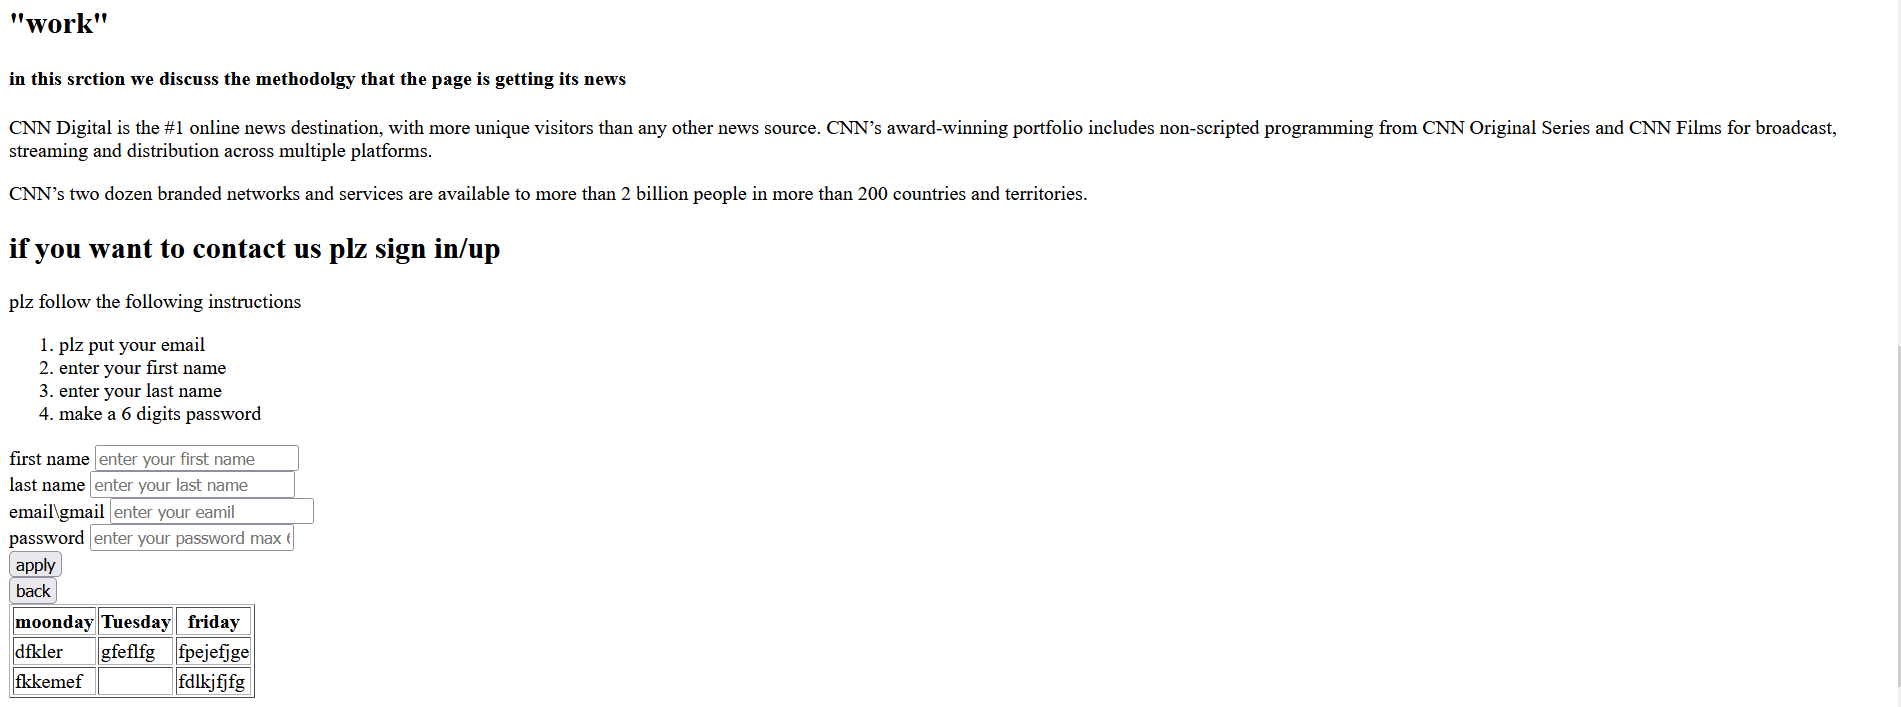 "work"
in this srction we discuss the methodolgy that the page is getting its news
CNN Digital is the #1 online news destination, with more unique visitors than any other news source. CNN’s award-winning portfolio includes non-scripted programming from CNN Original Series and CNN Films for broadcast,
streaming and distribution across multiple platforms.
CNN’s two dozen branded networks and services are available to more than 2 billion people in more than 200 countries and territories.
if you want to contact us plz sign in/up
plz follow the following instructions
1. plz put your email
2. enter your first name
3. enter your last name
4. make a 6 digits password
first name enter your first name
last name enter your last name
email\gmail enter your eamil
password enter your password max
apply
back
moonday Tuesday friday
dfkler gfeflfg fpejefjge
fkkemef fdlkjfjfg